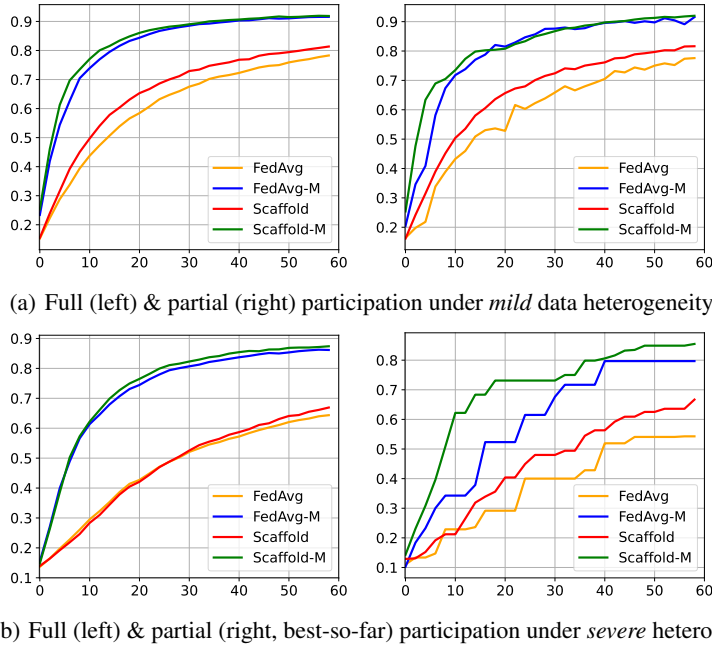 0.9
0.8
0.7
0.6
0.5
0.4
0.3
0.2
0 10 20 30 40 50 60
FedAvg
FedAvg-M
Scaffold
Scaffold-M
0.9
0.8
0.7
0.6
0.5
0.4
0.3
0.2
0 10 20 30 40 50 60
FedAvg
FedAvg-M
Scaffold
Scaffold-M
(a) Full (left) & partial (right) participation under mild data heterogeneity
0.9
0.8
0.7
0.6
0.5
0.4
0.3
0.2
0.1
0 10 20 30 40 50 60
FedAvg
FedAvg-M
Scaffold
Scaffold-M
0.8
0.7
0.6
0.5
0.4
0.3
0.2
0.1
0 10 20 30 40 50 60
FedAvg
FedAvg-M
Scaffold
Scaffold-M
b) Full (left) & partial (right, best-so-far) participation under severe hetero